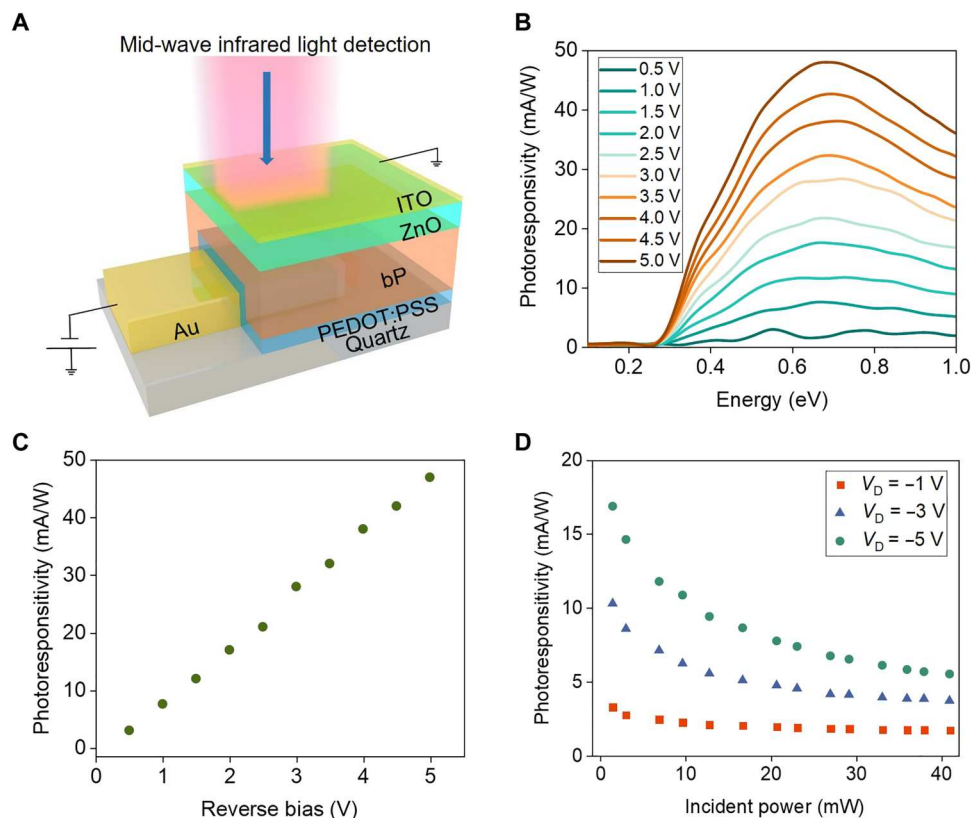 A
Mid-wave infrared light detection
ITO
ZnO
bP
PEDOT:PSS
Quartz
Au
B
50
40
30
20
10
0
Photoresponsivity (mA/W)
0.5 V
1.0 V
1.5 V
2.0 V
2.5 V
3.0 V
3.5 V
4.0 V
4.5 V
5.0 V
0.2 0.4 0.6 0.8 1.0
Energy (eV)
C
50
40
30
20
10
0
Photoresponsitivity (mA/W)
0 1 2 3 4 5
Reverse bias (V)
D
20
15
10
5
0
Photoresponsitivity (mA/W)
V_D = –1 V
V_D = –3 V
V_D = –5 V
0 10 20 30 40
Incident power (mW)